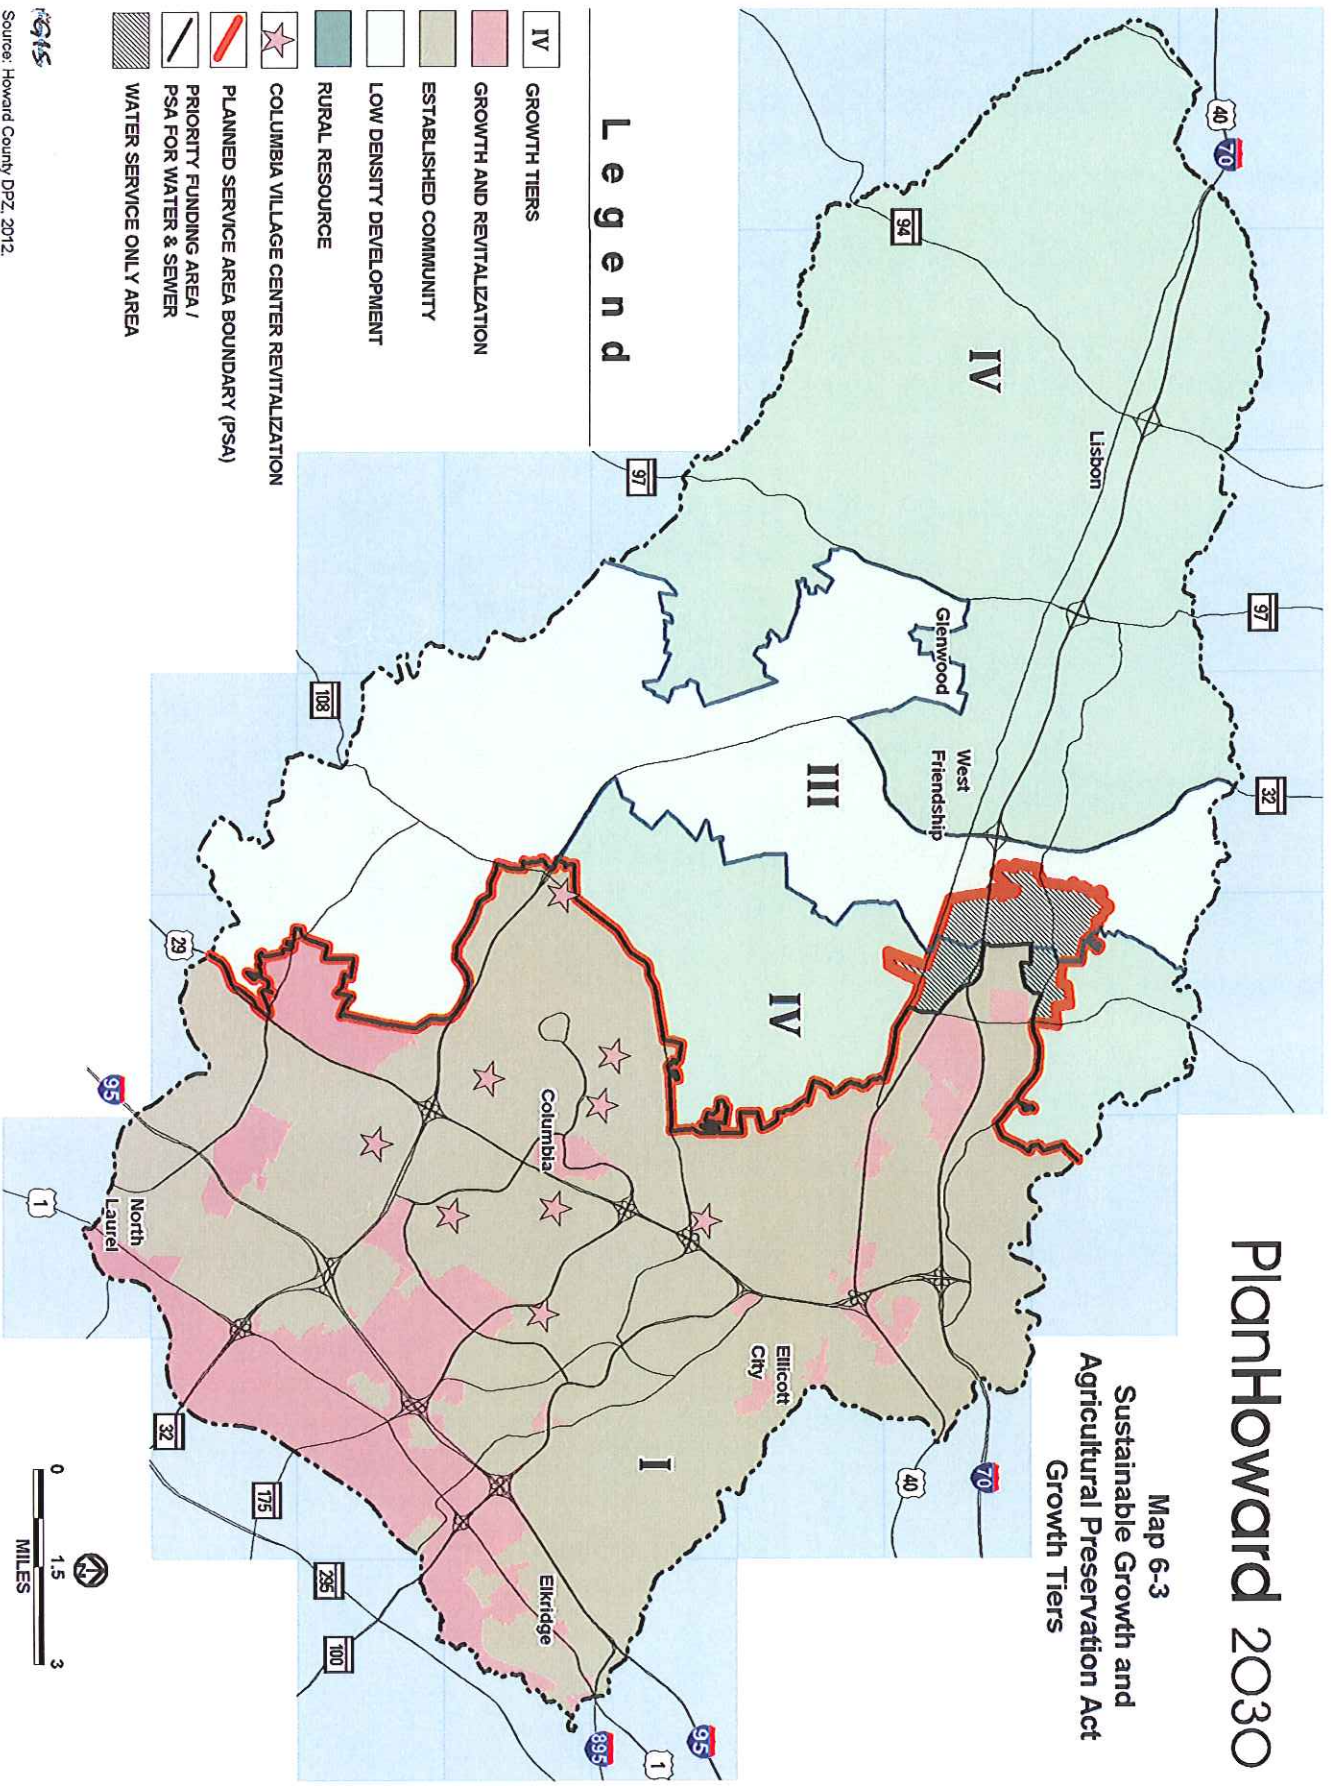 PlanHoward 2030
Map 6-3
Sustainable Growth and
Agricultural Preservation Act
Growth Tiers
40
70
94
97
32
Lisbon
IV
97
Glenwood
West
Friendship
III
IV
108
29
70
40
Ellicott
City
Columbia
I
95
North
Laurel
1
Elkridge
32
175
295
100
895
1
95
Legend
IV
GROWTH TIERS
GROWTH AND REVITALIZATION
ESTABLISHED COMMUNITY
LOW DENSITY DEVELOPMENT
RURAL RESOURCE
COLUMBIA VILLAGE CENTER REVITALIZATION
PLANNED SERVICE AREA BOUNDARY (PSA)
PRIORITY FUNDING AREA /
PSA FOR WATER & SEWER
WATER SERVICE ONLY AREA
N
0 1.5 3
MILES
Source: Howard County DPZ, 2012.